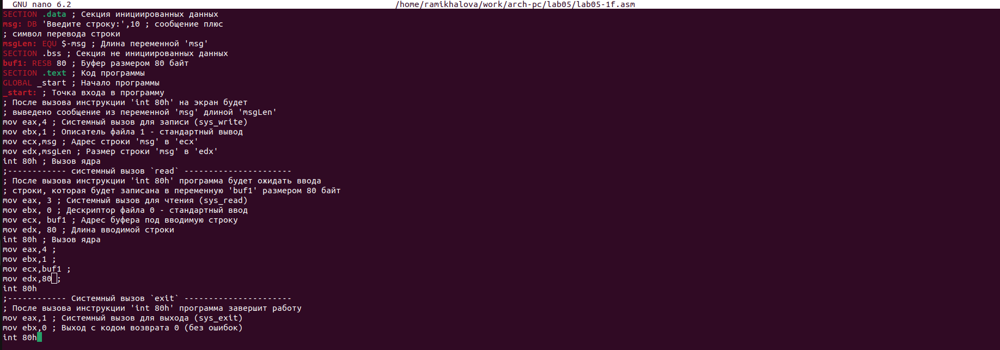 GNU nano 6.2 /home/ramikhalova/work/arch-pc/lab05/lab05-1f.asm
SECTION .data ; Секция инициированных данных
msg: DB 'Введите строку:',10 ; сообщение плюс
; символ перевода строки
msgLen: EQU $-msg ; Длина переменной 'msg'
SECTION .bss ; Секция не инициированных данных
buf1: RESB 80 ; Буфер размером 80 байт
SECTION .text ; Код программы
GLOBAL _start ; Начало программы
_start: ; Точка входа в программу
; После вызова инструкции 'int 80h' на экран будет
; выведено сообщение из переменной 'msg' длиной 'msgLen'
mov eax,4 ; Системный вызов для записи (sys_write)
mov ebx,1 ; Описатель файла 1 - стандартный вывод
mov ecx,msg ; Адрес строки 'msg' в 'ecx'
mov edx,msgLen ; Размер строки 'msg' в 'edx'
int 80h ; Вызов ядра
;------------ системный вызов `read` ----------------------
; После вызова инструкции 'int 80h' программа будет ожидать ввода
; строки, которая будет записана в переменную 'buf1' размером 80 байт
mov eax, 3 ; Системный вызов для чтения (sys_read)
mov ebx, 0 ; Дескриптор файла 0 - стандартный ввод
mov ecx, buf1 ; Адрес буфера под вводимую строку
mov edx, 80 ; Длина вводимой строки
int 80h ; Вызов ядра
mov eax,4 ;
mov ebx,1 ;
mov ecx,buf1 ;
mov edx,80 ;
int 80h
;------------ Системный вызов `exit` ----------------------
; После вызова инструкции 'int 80h' программа завершит работу
mov eax,1 ; Системный вызов для выхода (sys_exit)
mov ebx,0 ; Выход с кодом возврата 0 (без ошибок)
int 80h